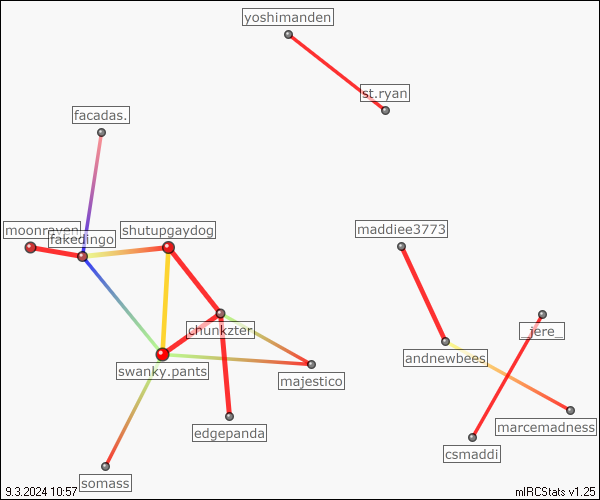 yoshimanden
st.ryan
facadas.
moonraven
fakedingo
shutupgaydog
maddiee3773
chunkzter
_jere_
swanky.pants
andnewbees
majestico
edgepanda
marcemadness
csmaddi
somass
9.3.2024 10:57
mIRCStats v1.25